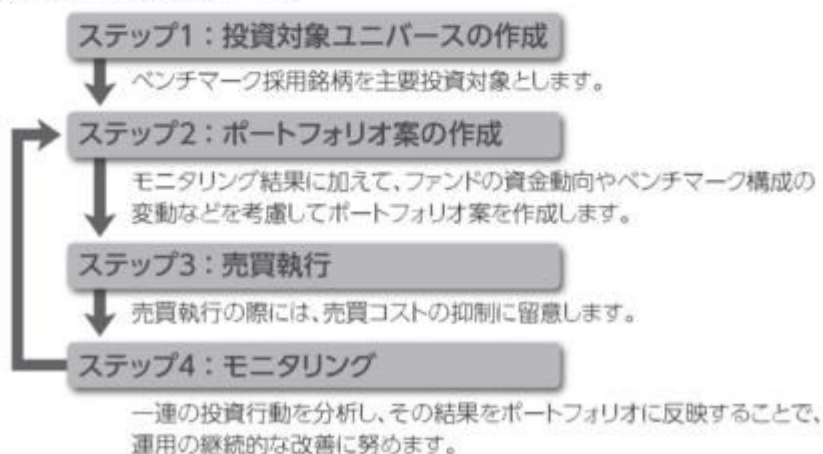 ステップ1：投資対象ユニバースの作成
ベンチマーク採用銘柄を主要投資対象とします。
ステップ2：ポートフォリオ案の作成
モニタリング結果に加えて、ファンドの資金動向やベンチマーク構成の
変動などを考慮してポートフォリオ案を作成します。
ステップ3：売買執行
売買執行の際には、売買コストの抑制に留意します。
ステップ4：モニタリング
一連の投資行動を分析し、その結果をポートフォリオに反映することで、
運用の継続的な改善に努めます。